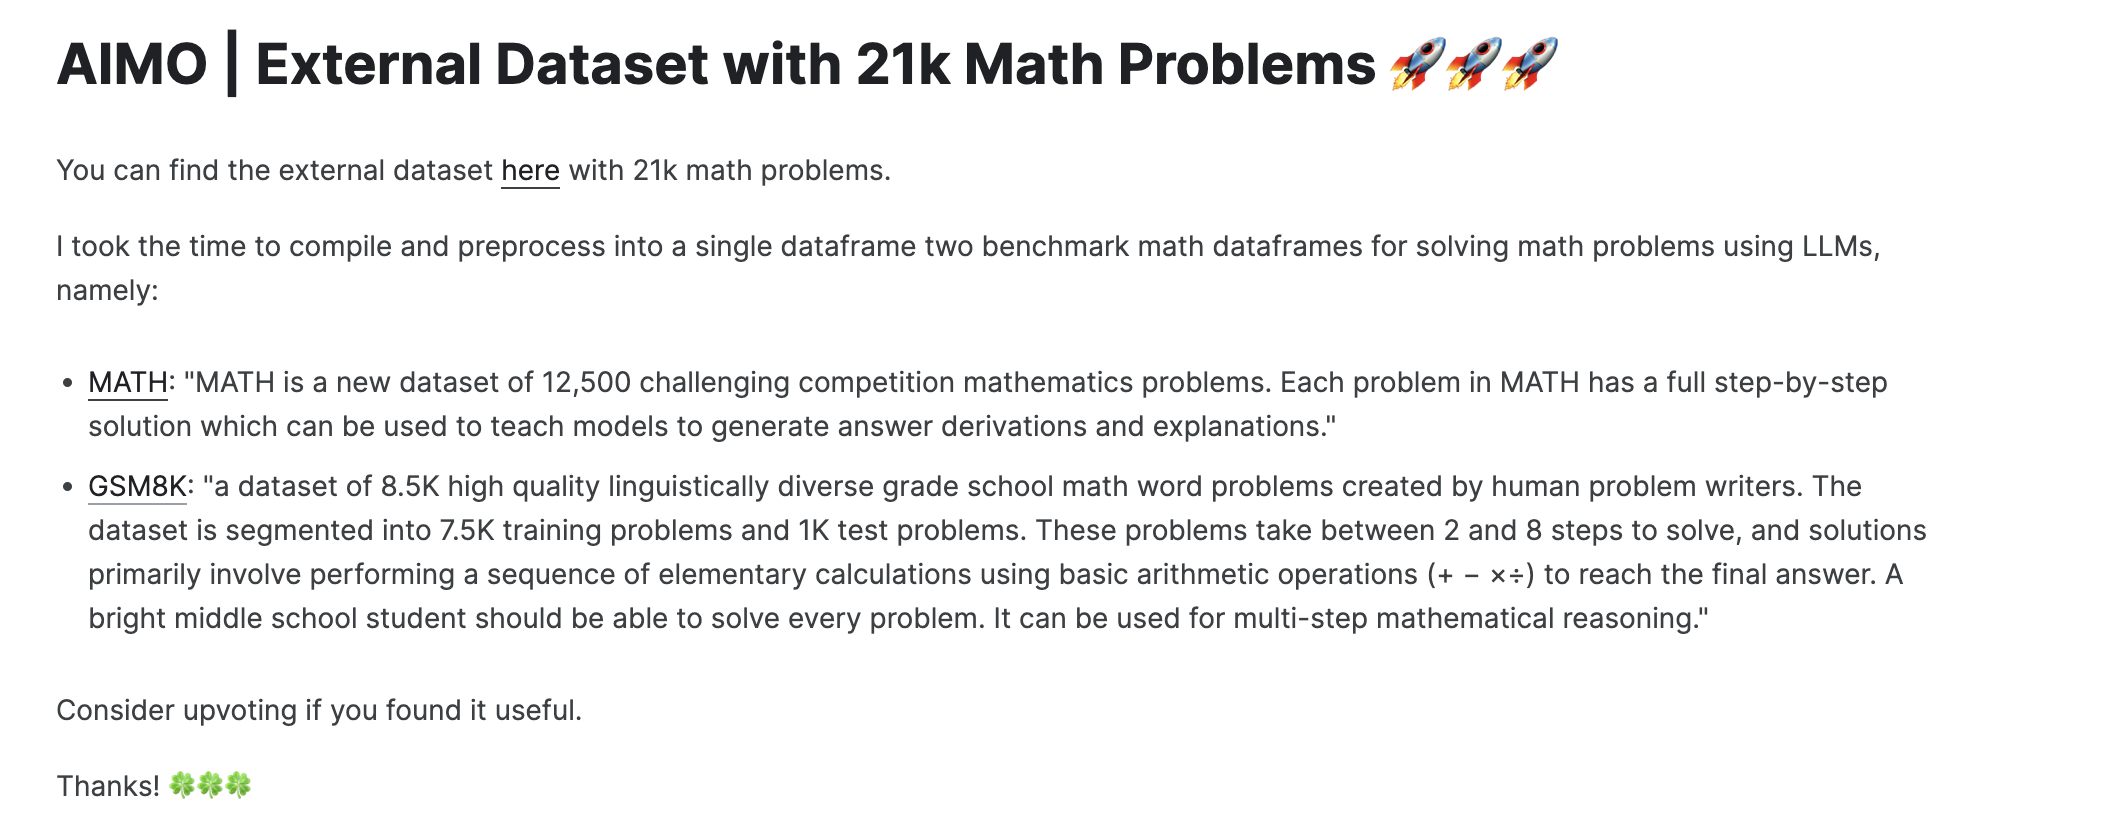 AIMO | External Dataset with 21k Math Problems 🚀🚀🚀
You can find the external dataset here with 21k math problems.
I took the time to compile and preprocess into a single dataframe two benchmark math dataframes for solving math problems using LLMs,
namely:
• MATH: "MATH is a new dataset of 12,500 challenging competition mathematics problems. Each problem in MATH has a full step-by-step
solution which can be used to teach models to generate answer derivations and explanations."
• GSM8K: "a dataset of 8.5K high quality linguistically diverse grade school math word problems created by human problem writers. The
dataset is segmented into 7.5K training problems and 1K test problems. These problems take between 2 and 8 steps to solve, and solutions
primarily involve performing a sequence of elementary calculations using basic arithmetic operations (+ − ×÷) to reach the final answer. A
bright middle school student should be able to solve every problem. It can be used for multi-step mathematical reasoning."
Consider upvoting if you found it useful.
Thanks! 🍀🍀🍀